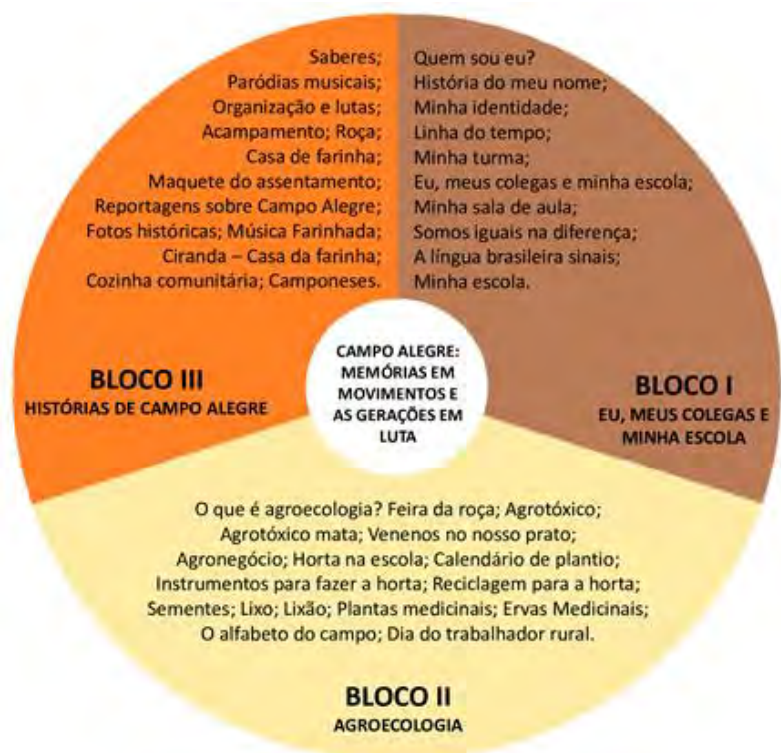 Saberes;
Paródias musicais;
Organização e lutas;
Acampamento; Roça;
Casa de farinha;
Maquete do assentamento;
Reportagens sobre Campo Alegre;
Fotos históricas; Música Farinhada;
Ciranda – Casa da farinha;
Cozinha comunitária; Camponeses.
BLOCO III
HISTÓRIAS DE CAMPO ALEGRE
Quem sou eu?
História do meu nome;
Minha identidade;
Linha do tempo;
Minha turma;
Eu, meus colegas e minha escola;
Minha sala de aula;
Somos iguais na diferença;
A língua brasileira sinais;
Minha escola.
BLOCO I
EU, MEUS COLEGAS E
MINHA ESCOLA
CAMPO ALEGRE:
MEMÓRIAS EM
MOVIMENTOS E
AS GERAÇÕES EM
LUTA
O que é agroecologia? Feira da roça; Agrotóxico;
Agrotóxico mata; Venenos no nosso prato;
Agronegócio; Horta na escola; Calendário de plantio;
Instrumentos para fazer a horta; Reciclagem para a horta;
Sementes; Lixo; Lixão; Plantas medicinais; Ervas Medicinais;
O alfabeto do campo; Dia do trabalhador rural.
BLOCO II
AGROECOLOGIA